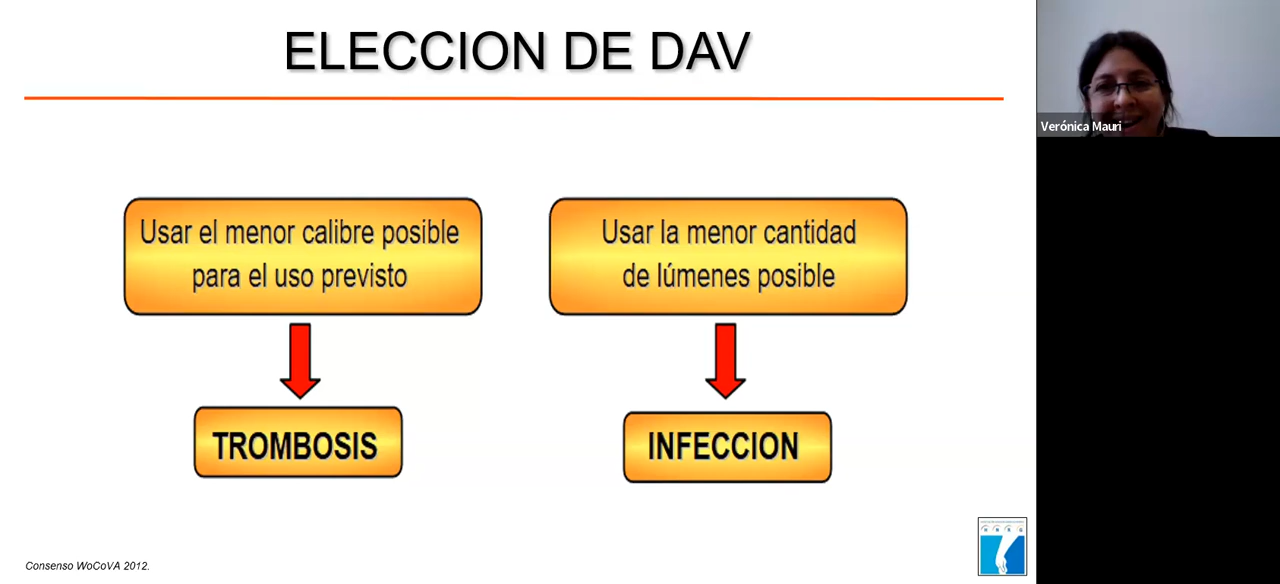 ELECCION DE DAV
Verónica Mauri
Usar el menor calibre posible
para el uso previsto
Usar la menor cantidad
de lúmenes posible
TROMBOSIS
INFECCION
Consenso WoCoVA 2012.